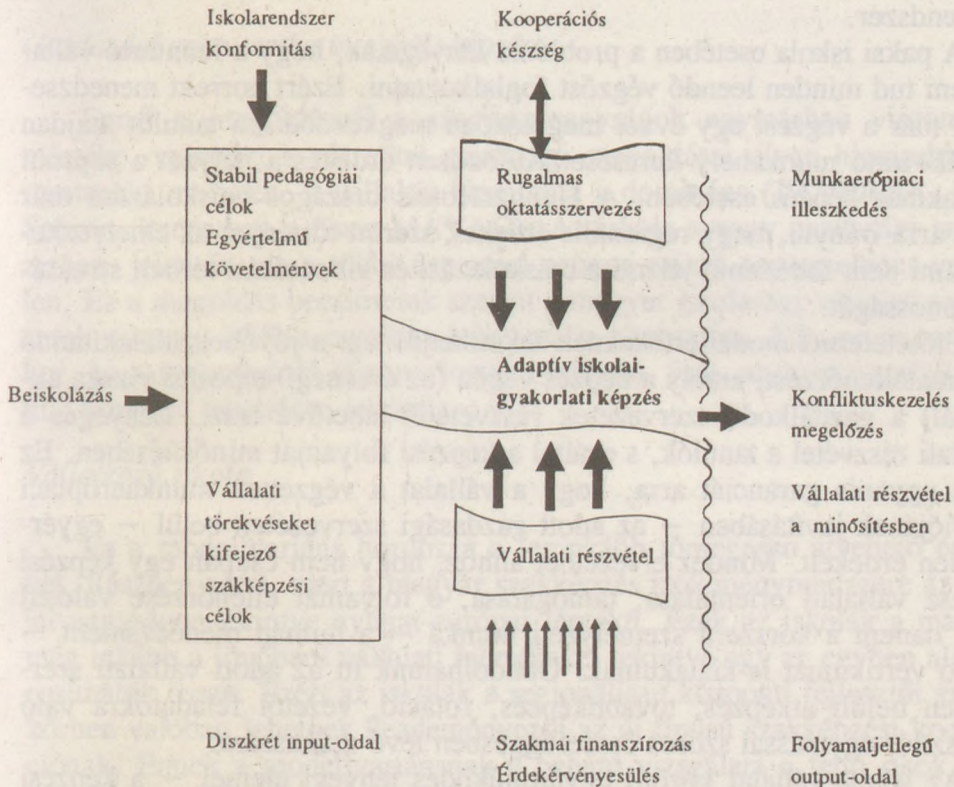 Iskolarendszer
konformitás
Kooperációs
készség
Stabil pedagógiai
célok
Egyértelmű
követelmények
Rugalmas
oktatásszervezés
Munkaerőpiaci
illeszkedés
Beiskolázás
Adaptív iskolai-
gyakorlati képzés
Konfliktuskezelés
megelőzés
Vállalati
törekvéseket
kifejező
szakképzési
célok
Vállalati részvétel
Vállalati részvétel
a minősítésben
Diszkrét input-oldal
Szakmai finanszírozás
Érdekérvényesülés
Folyamatjellegű
output-oldal